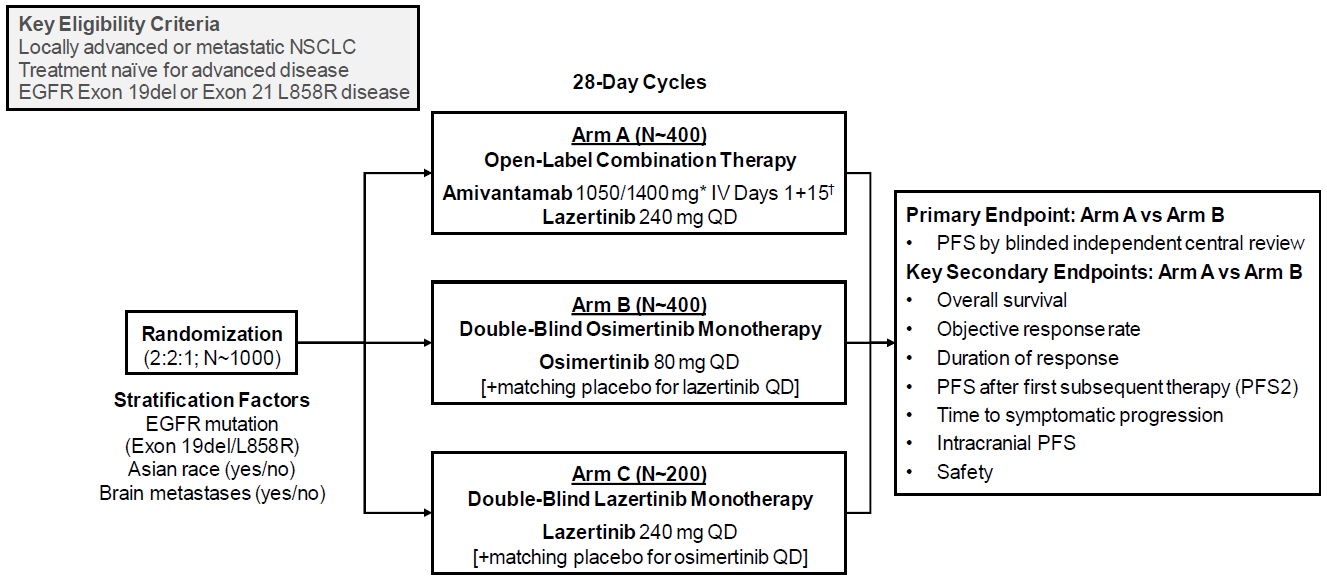 Key Eligibility Criteria
Locally advanced or metastatic NSCLC
Treatment naïve for advanced disease
EGFR Exon 19del or Exon 21 L858R disease
28-Day Cycles
Randomization
(2:2:1; N~1000)
Stratification Factors
EGFR mutation
(Exon 19del/L858R)
Asian race (yes/no)
Brain metastases (yes/no)
Arm A (N~400)
Open-Label Combination Therapy
Amivantamab 1050/1400 mg* IV Days 1+15†
Lazertinib 240 mg QD
Arm B (N~400)
Double-Blind Osimertinib Monotherapy
Osimertinib 80 mg QD
[+matching placebo for lazertinib QD]
Arm C (N~200)
Double-Blind Lazertinib Monotherapy
Lazertinib 240 mg QD
[+matching placebo for osimertinib QD]
Primary Endpoint: Arm A vs Arm B
• PFS by blinded independent central review
Key Secondary Endpoints: Arm A vs Arm B
• Overall survival
• Objective response rate
• Duration of response
• PFS after first subsequent therapy (PFS2)
• Time to symptomatic progression
• Intracranial PFS
• Safety